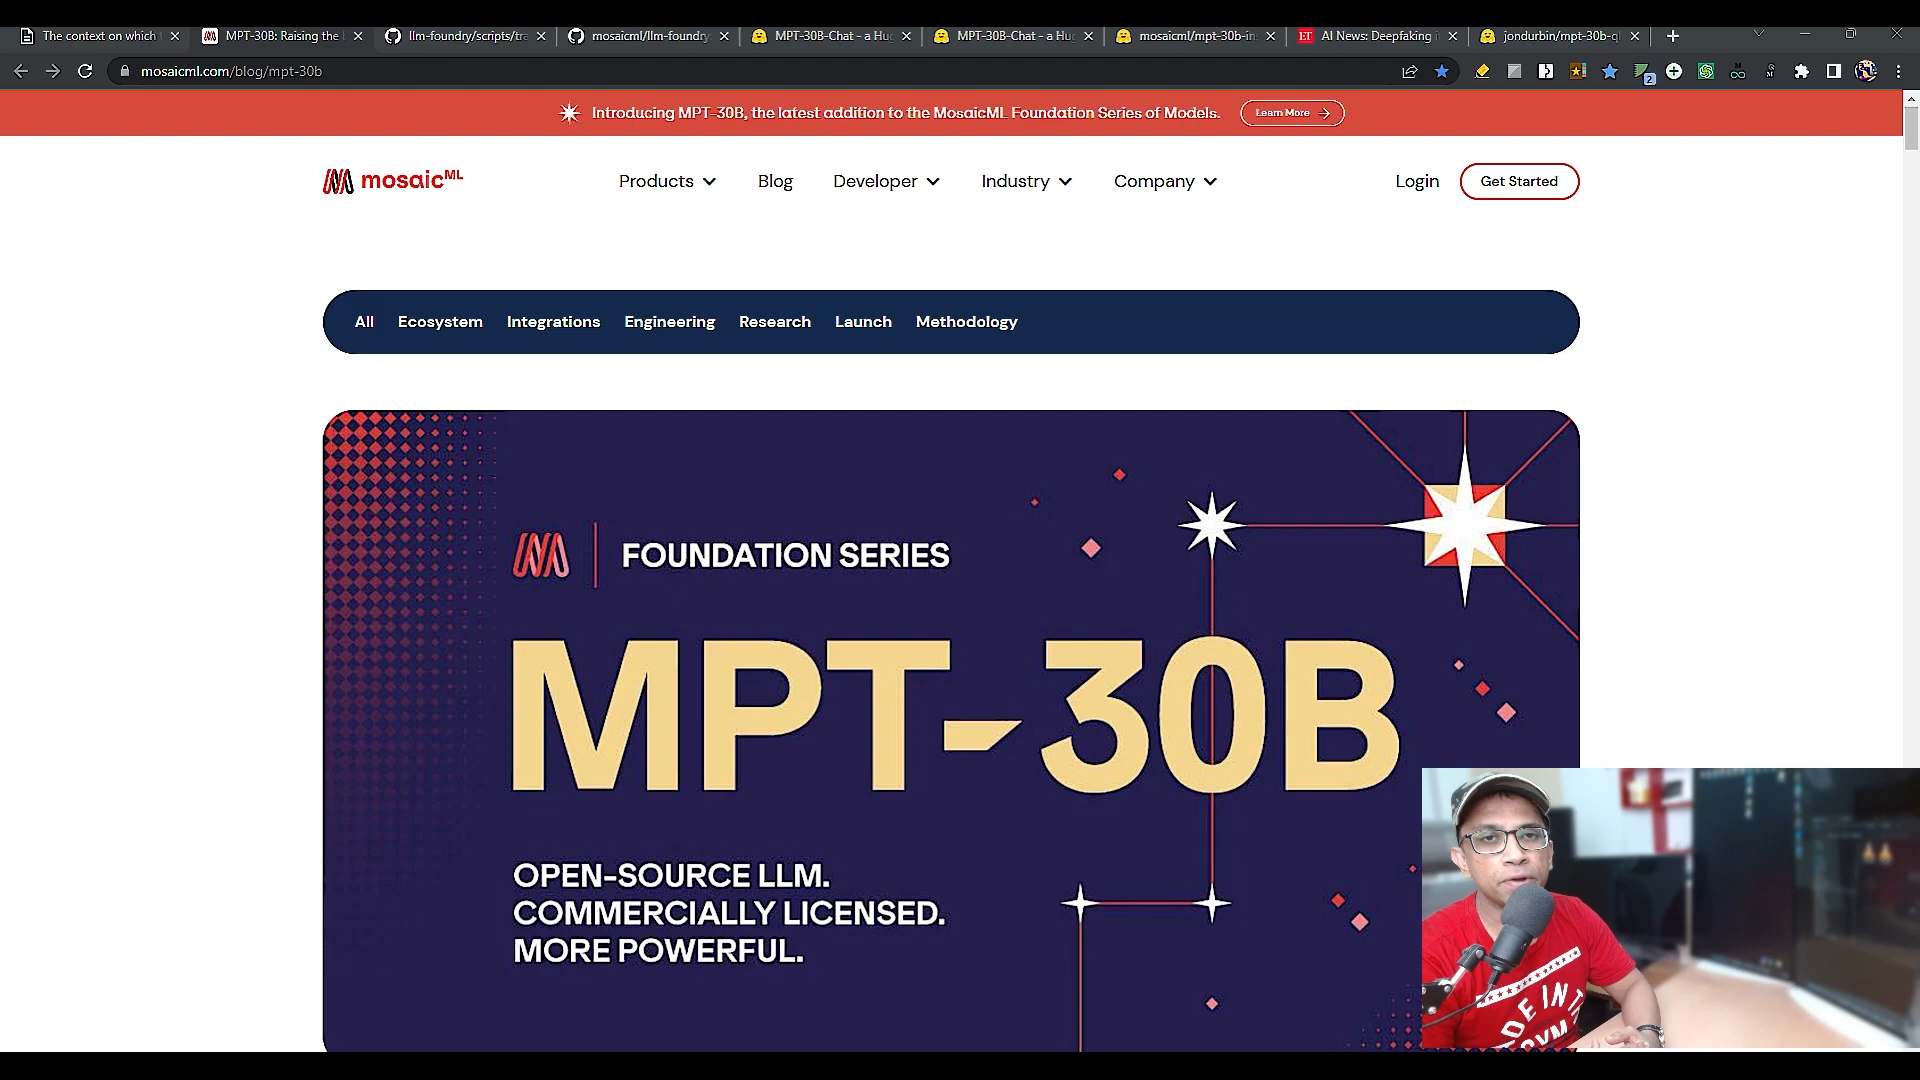 The context on which
MPT-30B: Raising the b
llm-foundry/scripts/tra
mosaicml/llm-foundry
MPT-30B-Chat - a Hug
MPT-30B-Chat - a Hug
mosaicml/mpt-30b-in
AI News: Deepfaking i
jondurbin/mpt-30b-q
mosaicml.com/blog/mpt-30b
2
Introducing MPT-30B, the latest addition to the MosaicML Foundation Series of Models.
Learn More
mosaicML
Products
Blog
Developer
Industry
Company
Login
Get Started
All
Ecosystem
Integrations
Engineering
Research
Launch
Methodology
FOUNDATION SERIES
MPT-30B
OPEN-SOURCE LLM.
COMMERCIALLY LICENSED.
MORE POWERFUL.